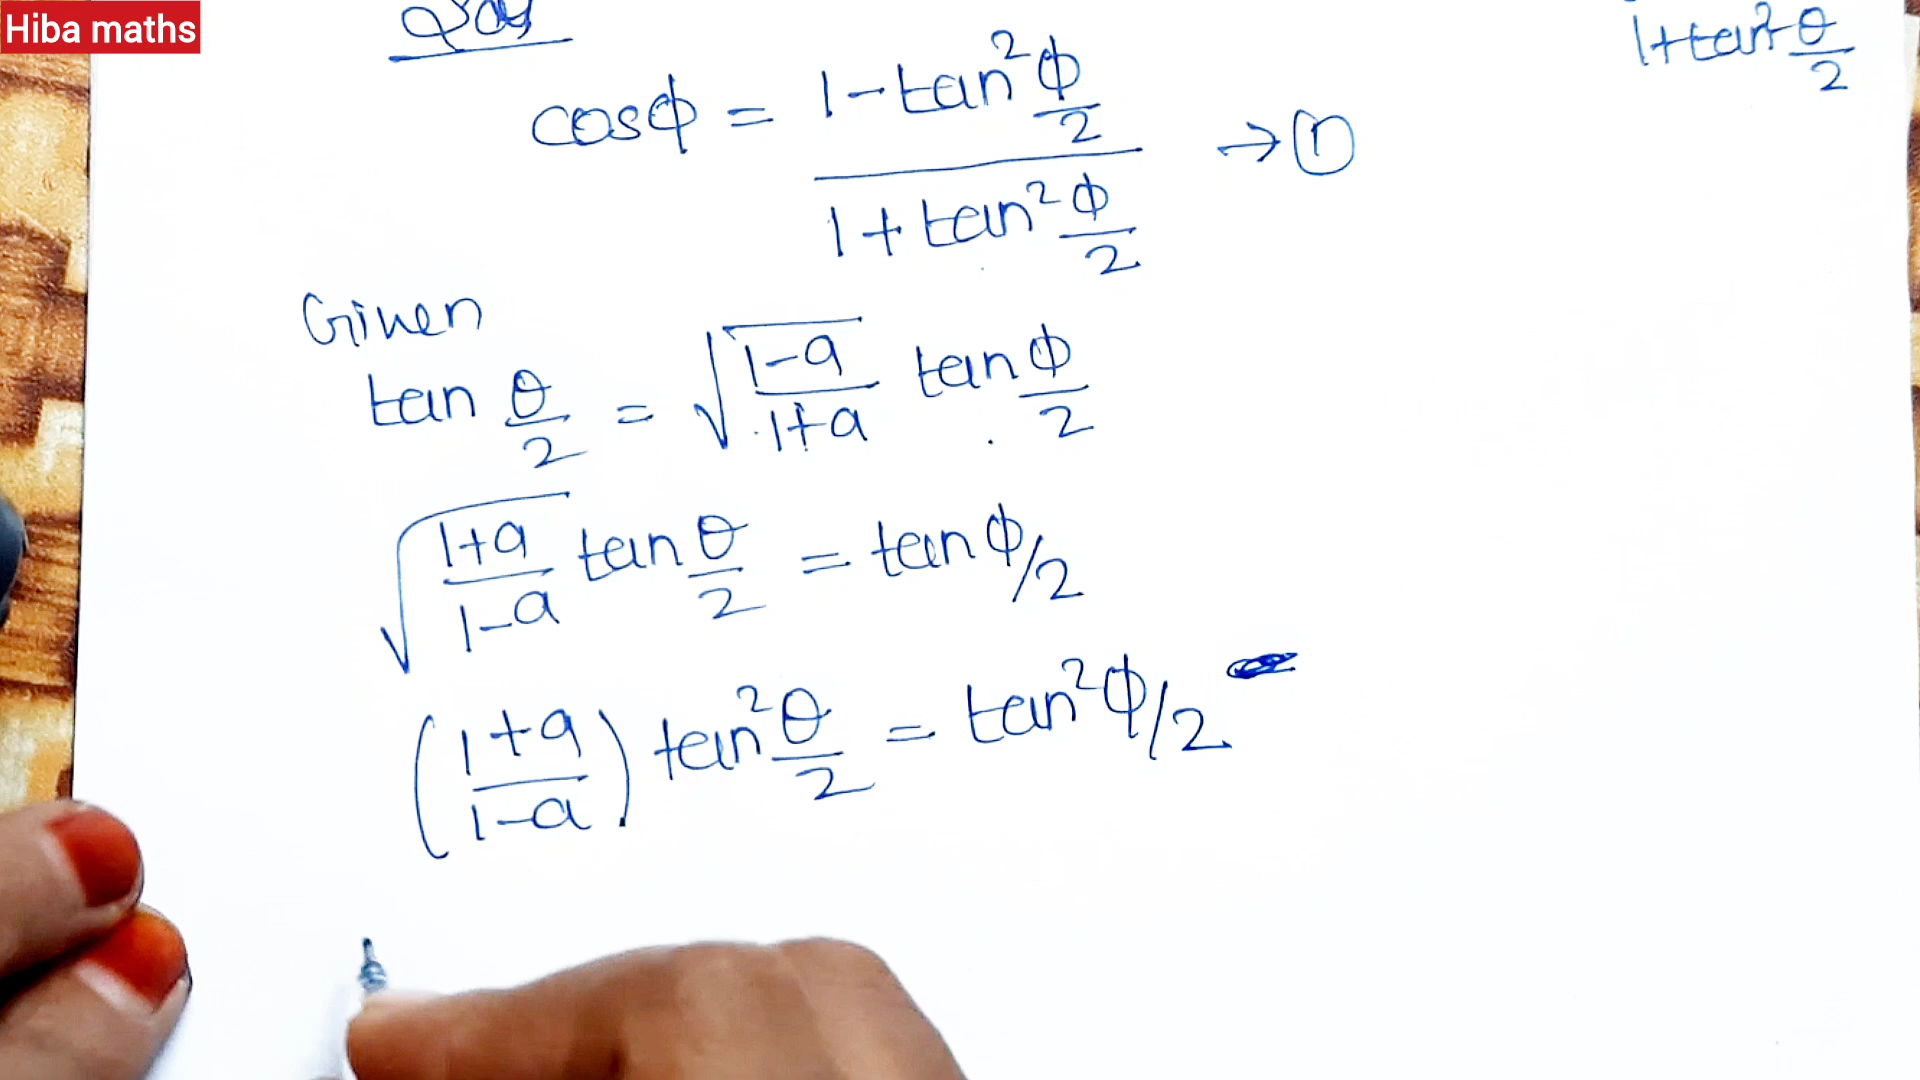 Hiba maths
1+tan²θ/2
cosφ = (1-tan²φ/2)/(1+tan²φ/2) → ①
Given
tan θ/2 = √((1-a)/(1+a)) tan φ/2
√((1+a)/(1-a)) tan θ/2 = tan φ/2
((1+a)/(1-a)) tan²θ/2 = tan²φ/2